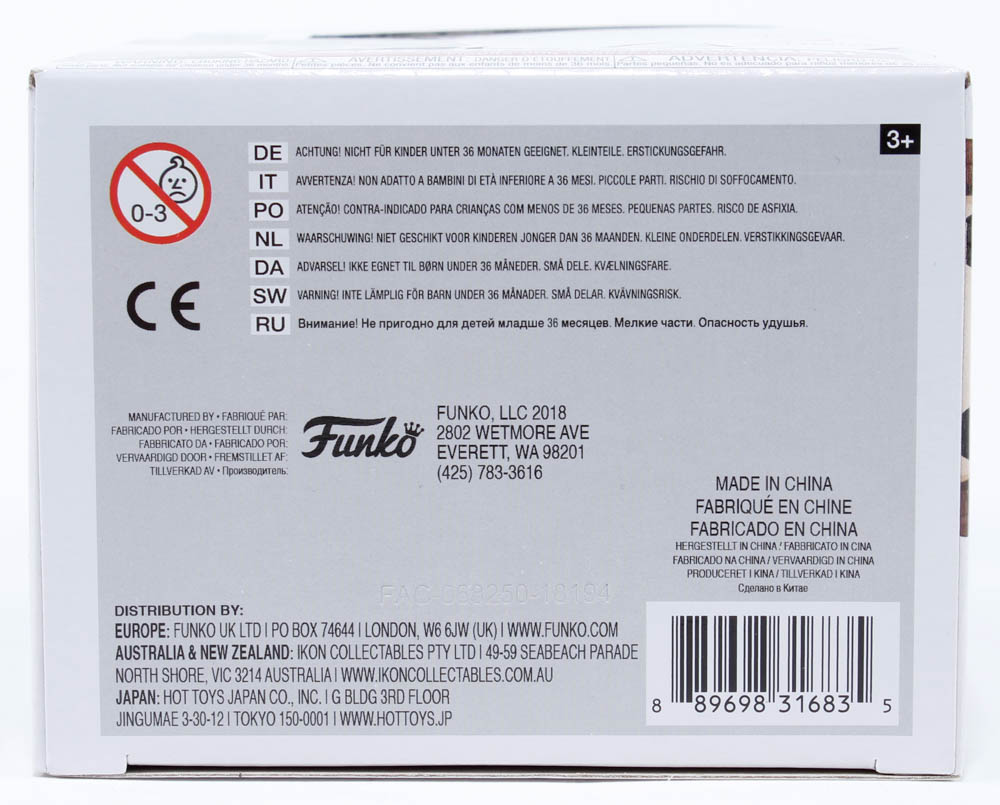 AVERTISSEMENT DANGER D'ÉTOUFFEMENT
ADVERTENCIA
3+
0-3
DE ACHTUNG! NICHT FÜR KINDER UNTER 36 MONATEN GEEIGNET. KLEINTEILE. ERSTICKUNGSGEFAHR.
IT AVVERTENZA! NON ADATTO A BAMBINI DI ETÀ INFERIORE A 36 MESI. PICCOLE PARTI. RISCHIO DI SOFFOCAMENTO.
PO ATENÇÃO! CONTRA-INDICADO PARA CRIANÇAS COM MENOS DE 36 MESES. PEQUENAS PARTES. RISCO DE ASFIXIA.
NL WAARSCHUWING! NIET GESCHIKT VOOR KINDEREN JONGER DAN 36 MAANDEN. KLEINE ONDERDELEN. VERSTIKKINGSGEVAAR.
DA ADVARSEL! IKKE EGNET TIL BØRN UNDER 36 MÅNEDER. SMÅ DELE. KVÆLNINGSFARE.
SW VARNING! INTE LÄMPLIG FÖR BARN UNDER 36 MÅNADER. SMÅ DELAR. KVÄVNINGSRISK.
RU Внимание! Не пригодно для детей младше 36 месяцев. Мелкие части. Опасность удушья.
CE
MANUFACTURED BY • FABRIQUÉ PAR:
FABRICADO POR • HERGESTELLT DURCH:
FABBRICATO DA • FABRICADO POR:
VERVAARDIGD DOOR • FREMSTILLET AF:
TILLVERKAD AV • Производитель:
Funko
FUNKO, LLC 2018
2802 WETMORE AVE
EVERETT, WA 98201
(425) 783-3616
MADE IN CHINA
FABRIQUÉ EN CHINE
FABRICADO EN CHINA
HERGESTELLT IN CHINA / FABBRICATO IN CINA
FABRICADO NA CHINA / VERVAARDIGD IN CHINA
PRODUCERET I KINA / TILLVERKAD I KINA
Сделано в Китае
FAC-058250-18194
DISTRIBUTION BY:
EUROPE: FUNKO UK LTD | PO BOX 74644 | LONDON, W6 6JW (UK) | WWW.FUNKO.COM
AUSTRALIA & NEW ZEALAND: IKON COLLECTABLES PTY LTD | 49-59 SEABEACH PARADE
NORTH SHORE, VIC 3214 AUSTRALIA | WWW.IKONCOLLECTABLES.COM.AU
JAPAN: HOT TOYS JAPAN CO., INC. | G BLDG 3RD FLOOR
JINGUMAE 3-30-12 | TOKYO 150-0001 | WWW.HOTTOYS.JP
8 89698 31683 5